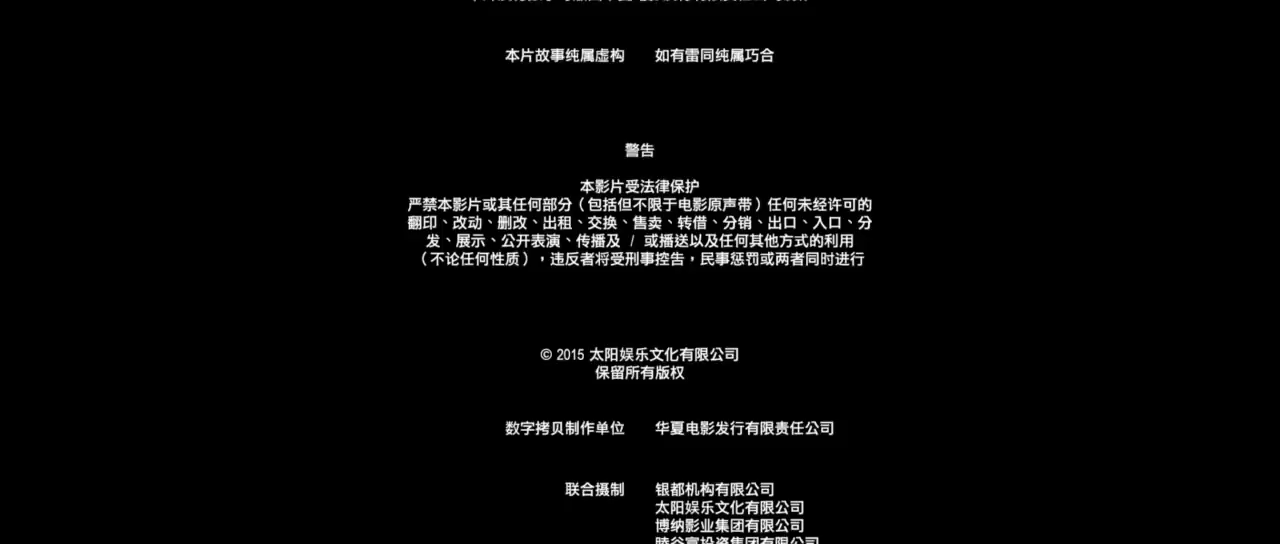 本片故事纯属虚构 如有雷同纯属巧合
警告
本影片受法律保护
严禁本影片或其任何部分（包括但不限于电影原声带）任何未经许可的
翻印、改动、删改、出租、交换、售卖、转借、分销、出口、入口、分
发、展示、公开表演、传播及 / 或播送以及任何其他方式的利用
（不论任何性质），违反者将受刑事控告，民事惩罚或两者同时进行
© 2015 太阳娱乐文化有限公司
保留所有版权
数字拷贝制作单位 华夏电影发行有限责任公司
联合摄制 银都机构有限公司
太阳娱乐文化有限公司
博纳影业集团有限公司